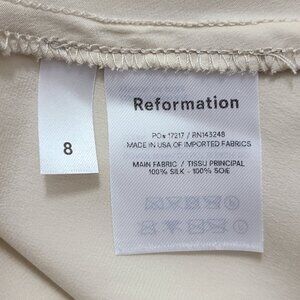 Reformation
8
PO# 17217 / RN143248
MADE IN USA OF IMPORTED FABRICS
MAIN FABRIC / TISSU PRINCIPAL
100% SILK - 100% SOIE